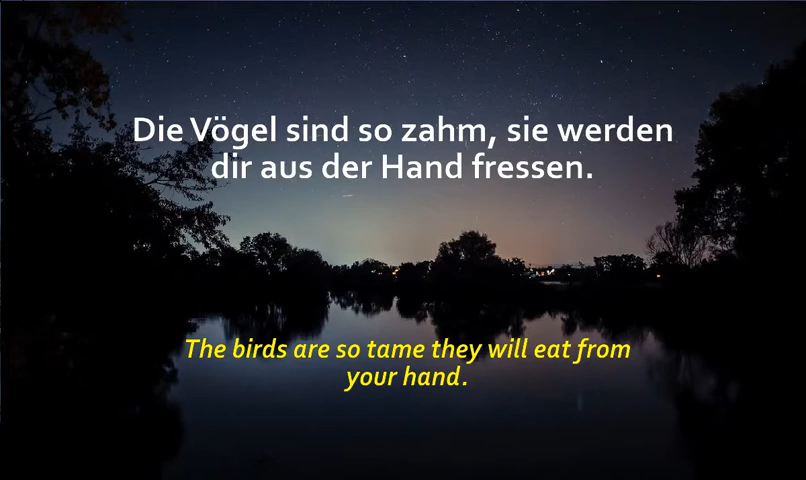 Die Vögel sind so zahm, sie werden
dir aus der Hand fressen.
The birds are so tame they will eat from
your hand.